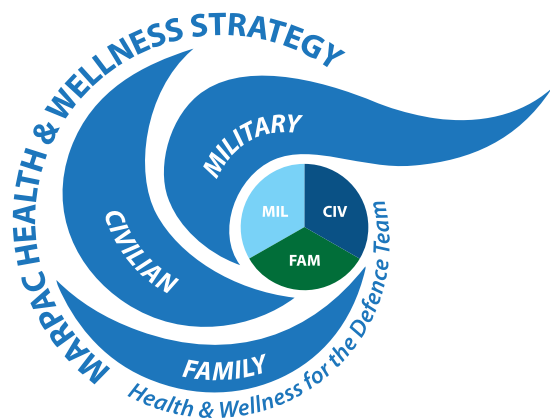 MARPAC HEALTH & WELLNESS STRATEGY
MILITARY
CIVILIAN
FAMILY
MIL
CIV
FAM
Health & Wellness for the Defence Team